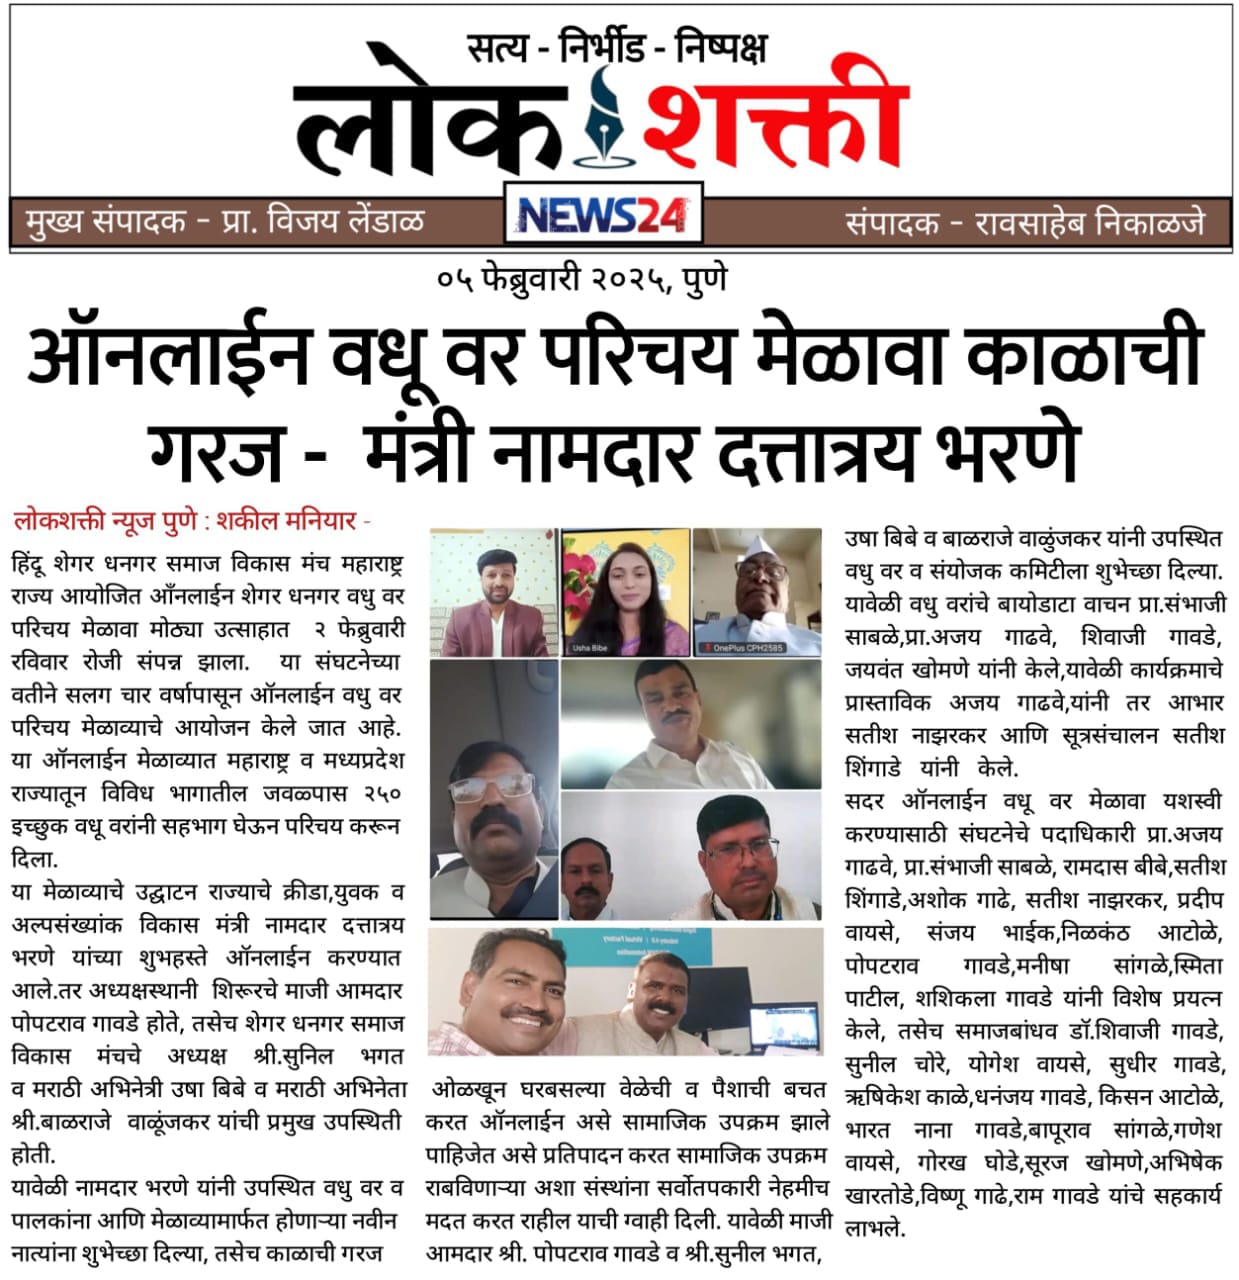 सत्य - निर्भीड - निष्पक्ष
लोकशक्ती
NEWS24
मुख्य संपादक - प्रा. विजय लेंडाळ
संपादक - रावसाहेब निकाळजे
०५ फेब्रुवारी २०२५, पुणे
ऑनलाईन वधू वर परिचय मेळावा काळाची
गरज - मंत्री नामदार दत्तात्रय भरणे
लोकशक्ती न्यूज पुणे : शकील मनियार -
हिंदू शेगर धनगर समाज विकास मंच महाराष्ट्र
राज्य आयोजित ऑंनलाईन शेगर धनगर वधु वर
परिचय मेळावा मोठ्या उत्साहात २ फेब्रुवारी
रविवार रोजी संपन्न झाला. या संघटनेच्या
वतीने सलग चार वर्षापासून ऑनलाईन वधु वर
परिचय मेळाव्याचे आयोजन केले जात आहे.
या ऑनलाईन मेळाव्यात महाराष्ट्र व मध्यप्रदेश
राज्यातून विविध भागातील जवळपास २५०
इच्छुक वधू वरांनी सहभाग घेऊन परिचय करून
दिला.
या मेळाव्याचे उद्घाटन राज्याचे क्रीडा,युवक व
अल्पसंख्यांक विकास मंत्री नामदार दत्तात्रय
भरणे यांच्या शुभहस्ते ऑनलाईन करण्यात
आले.तर अध्यक्षस्थानी शिरूरचे माजी आमदार
पोपटराव गावडे होते, तसेच शेगर धनगर समाज
विकास मंचचे अध्यक्ष श्री.सुनिल भगत
व मराठी अभिनेत्री उषा बिबे व मराठी अभिनेता
श्री.बाळराजे वाळूंजकर यांची प्रमुख उपस्थिती
होती.
यावेळी नामदार भरणे यांनी उपस्थित वधु वर व
पालकांना आणि मेळाव्यामार्फत होणाऱ्या नवीन
नात्यांना शुभेच्छा दिल्या, तसेच काळाची गरज
Usha Bibe
OnePlus CPH2585
ओळखून घरबसल्या वेळेची व पैशाची बचत
करत ऑनलाईन असे सामाजिक उपक्रम झाले
पाहिजेत असे प्रतिपादन करत सामाजिक उपक्रम
राबविणाऱ्या अशा संस्थांना सर्वोतपकारी नेहमीच
मदत करत राहील याची ग्वाही दिली. यावेळी माजी
आमदार श्री. पोपटराव गावडे व श्री.सुनील भगत,
उषा बिबे व बाळराजे वाळुंजकर यांनी उपस्थित
वधु वर व संयोजक कमिटीला शुभेच्छा दिल्या.
यावेळी वधु वरांचे बायोडाटा वाचन प्रा.संभाजी
साबळे,प्रा.अजय गाढवे, शिवाजी गावडे,
जयवंत खोमणे यांनी केले,यावेळी कार्यक्रमाचे
प्रास्ताविक अजय गाढवे,यांनी तर आभार
सतीश नाझरकर आणि सूत्रसंचालन सतीश
शिंगाडे यांनी केले.
सदर ऑनलाईन वधू वर मेळावा यशस्वी
करण्यासाठी संघटनेचे पदाधिकारी प्रा.अजय
गाढवे, प्रा.संभाजी साबळे, रामदास बीबे,सतीश
शिंगाडे,अशोक गाढे, सतीश नाझरकर, प्रदीप
वायसे, संजय भाईक,निळकंठ आटोळे,
पोपटराव गावडे,मनीषा सांगळे,स्मिता
पाटील, शशिकला गावडे यांनी विशेष प्रयत्न
केले, तसेच समाजबांधव डॉ.शिवाजी गावडे,
सुनील चोरे, योगेश वायसे, सुधीर गावडे,
ऋषिकेश काळे,धनंजय गावडे, किसन आटोळे,
भारत नाना गावडे,बापूराव सांगळे,गणेश
वायसे, गोरख घोडे,सूरज खोमणे,अभिषेक
खारतोडे,विष्णू गाढे,राम गावडे यांचे सहकार्य
लाभले.